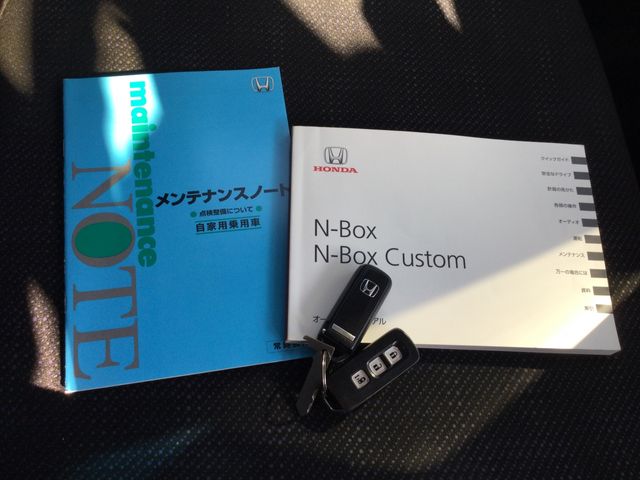 maintenance
NOTE
メンテナンスノート
点検整備について
自家用乗用車
HONDA
N-Box
N-Box Custom
クイックガイド
安全なドライブ
計器の見かた
各部の操作
オーディオ
運転
メンテナンス
万一の場合には
資料
索引